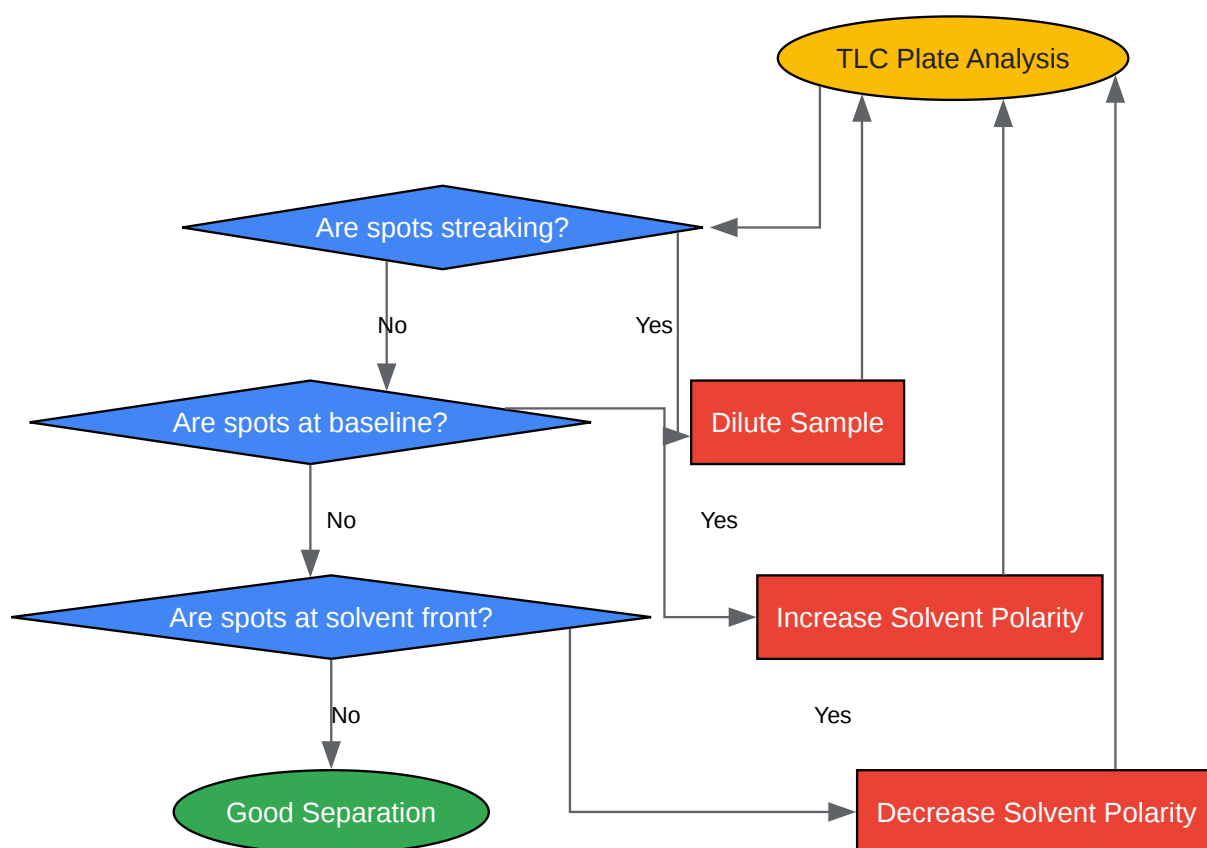 TLC Plate Analysis
Are spots streaking?
No
Yes
Are spots at baseline?
Dilute Sample
No
Yes
Are spots at solvent front?
Increase Solvent Polarity
No
Yes
Good Separation
Decrease Solvent Polarity